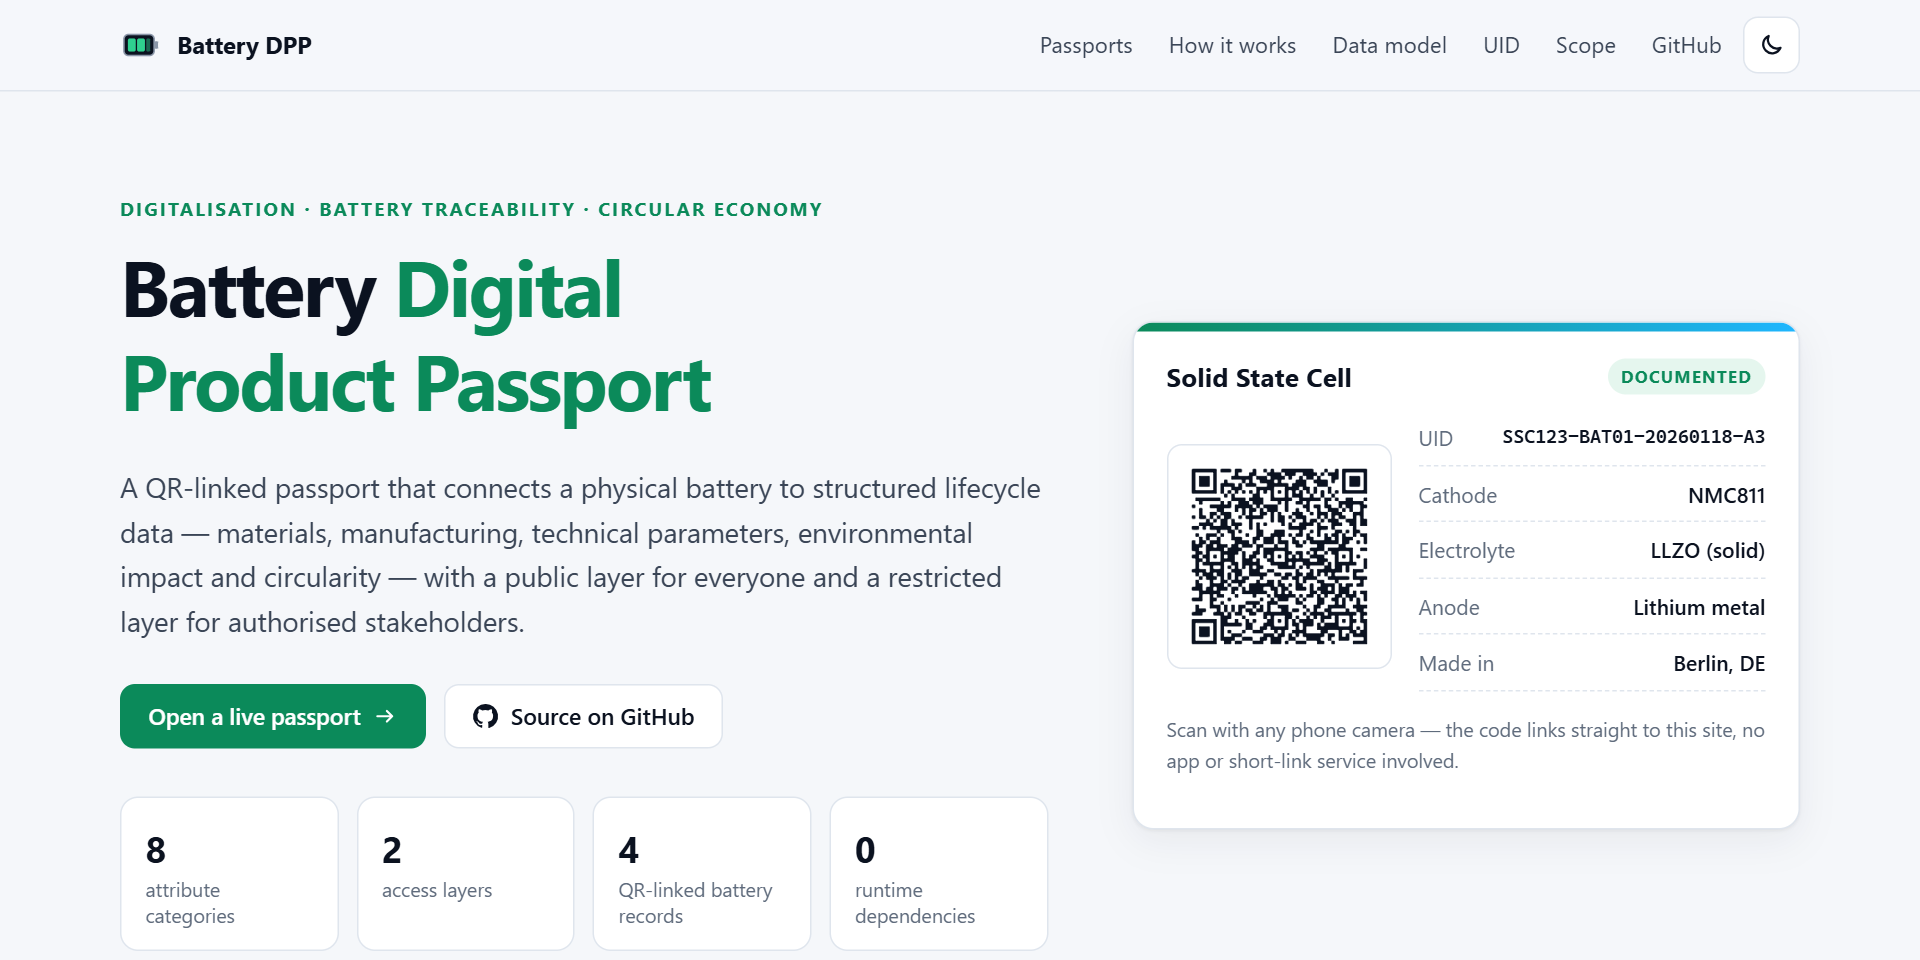 Battery DPP
Passports
How it works
Data model
UID
Scope
GitHub
DIGITALISATION · BATTERY TRACEABILITY · CIRCULAR ECONOMY
Battery Digital
Product Passport
A QR-linked passport that connects a physical battery to structured lifecycle
data — materials, manufacturing, technical parameters, environmental
impact and circularity — with a public layer for everyone and a restricted
layer for authorised stakeholders.
Open a live passport →
Source on GitHub
8
attribute
categories
2
access layers
4
QR-linked battery
records
0
runtime
dependencies
Solid State Cell
DOCUMENTED
UID SSC123-BAT01-20260118-A3
Cathode NMC811
Electrolyte LLZO (solid)
Anode Lithium metal
Made in Berlin, DE
Scan with any phone camera — the code links straight to this site, no
app or short-link service involved.